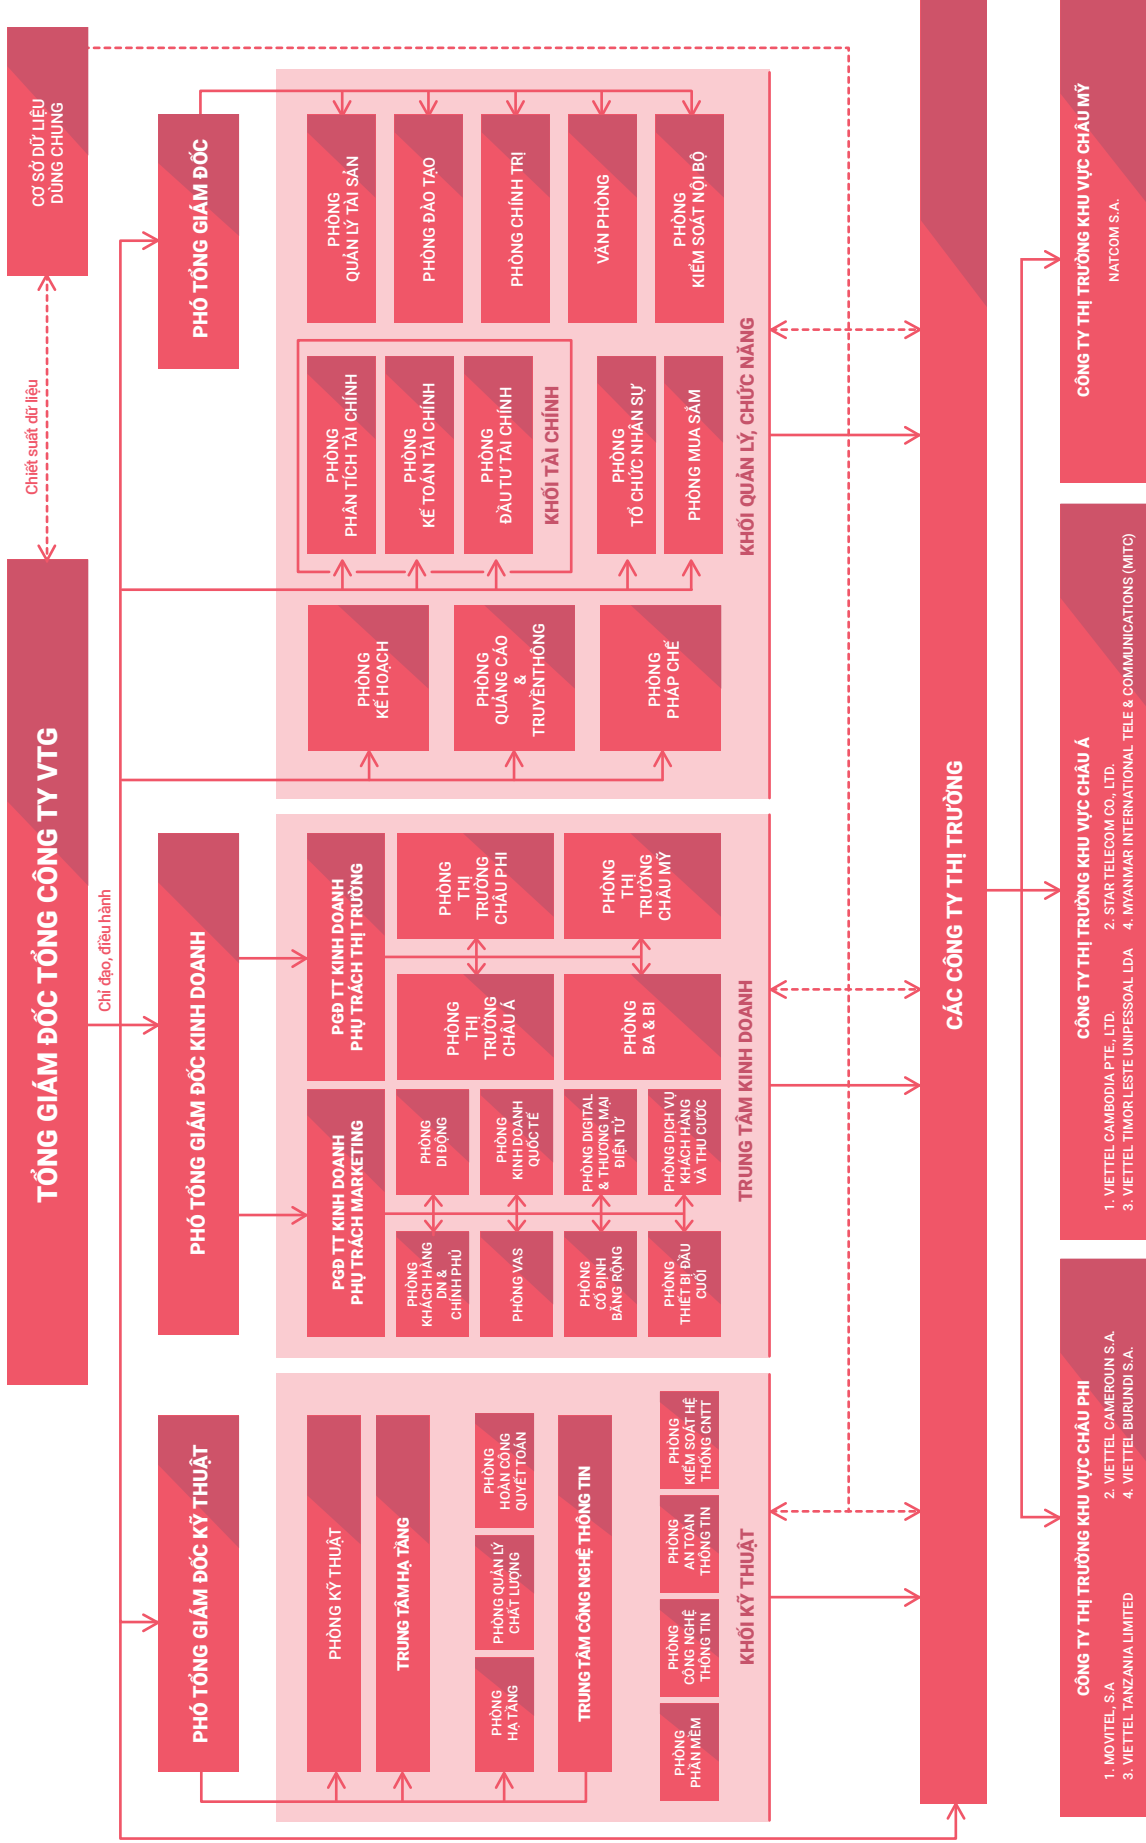 TỔNG GIÁM ĐỐC TỔNG CÔNG TY VTG
Chiết suất dữ liệu
CƠ SỞ DỮ LIỆU
DÙNG CHUNG
Chỉ đạo, điều hành
PHÓ TỔNG GIÁM ĐỐC KỸ THUẬT
PHÓ TỔNG GIÁM ĐỐC KINH DOANH
PHÓ TỔNG GIÁM ĐỐC
PHÒNG KỸ THUẬT
TRUNG TÂM HẠ TẦNG
PHÒNG
HẠ TẦNG
PHÒNG QUẢN LÝ
CHẤT LƯỢNG
PHÒNG
HOÀN CÔNG
QUYẾT TOÁN
TRUNG TÂM CÔNG NGHỆ THÔNG TIN
PHÒNG
PHẦN MỀM
PHÒNG
CÔNG NGHỆ
THÔNG TIN
PHÒNG
AN TOÀN
THÔNG TIN
PHÒNG
KIỂM SOÁT HỆ
THỐNG CNTT
KHỐI KỸ THUẬT
PGĐ TT KINH DOANH
PHỤ TRÁCH MARKETING
PGĐ TT KINH DOANH
PHỤ TRÁCH THỊ TRƯỜNG
PHÒNG
KHÁCH HÀNG
DN &
CHÍNH PHỦ
PHÒNG
DI ĐỘNG
PHÒNG VAS
PHÒNG
KINH DOANH
QUỐC TẾ
PHÒNG
CỐ ĐỊNH
BĂNG RỘNG
PHÒNG DIGITAL
& THƯƠNG MẠI
ĐIỆN TỬ
PHÒNG
THIẾT BỊ ĐẦU
CUỐI
PHÒNG DỊCH VỤ
KHÁCH HÀNG
VÀ THU CƯỚC
PHÒNG
THỊ
TRƯỜNG
CHÂU Á
PHÒNG
THỊ
TRƯỜNG
CHÂU PHI
PHÒNG
BA & BI
PHÒNG
THỊ
TRƯỜNG
CHÂU MỸ
TRUNG TÂM KINH DOANH
PHÒNG
KẾ HOẠCH
PHÒNG
QUẢNG CÁO
&
TRUYỀNTHÔNG
PHÒNG
PHÁP CHẾ
PHÒNG
PHÂN TÍCH TÀI CHÍNH
PHÒNG
KẾ TOÁN TÀI CHÍNH
PHÒNG
ĐẦU TƯ TÀI CHÍNH
KHỐI TÀI CHÍNH
PHÒNG
TỔ CHỨC NHÂN SỰ
PHÒNG MUA SẮM
PHÒNG
QUẢN LÝ TÀI SẢN
PHÒNG ĐÀO TẠO
PHÒNG CHÍNH TRỊ
VĂN PHÒNG
PHÒNG
KIỂM SOÁT NỘI BỘ
KHỐI QUẢN LÝ, CHỨC NĂNG
CÁC CÔNG TY THỊ TRƯỜNG
CÔNG TY THỊ TRƯỜNG KHU VỰC CHÂU PHI
1. MOVITEL, S.A
2. VIETTEL CAMEROUN S.A.
3. VIETTEL TANZANIA LIMITED
4. VIETTEL BURUNDI S.A.
CÔNG TY THỊ TRƯỜNG KHU VỰC CHÂU Á
1. VIETTEL CAMBODIA PTE., LTD.
2. STAR TELECOM CO., LTD.
3. VIETTEL TIMOR LESTE UNIPESSOAL LDA
4. MYANMAR INTERNATIONAL TELE & COMMUNICATIONS (MITC)
CÔNG TY THỊ TRƯỜNG KHU VỰC CHÂU MỸ
NATCOM S.A.